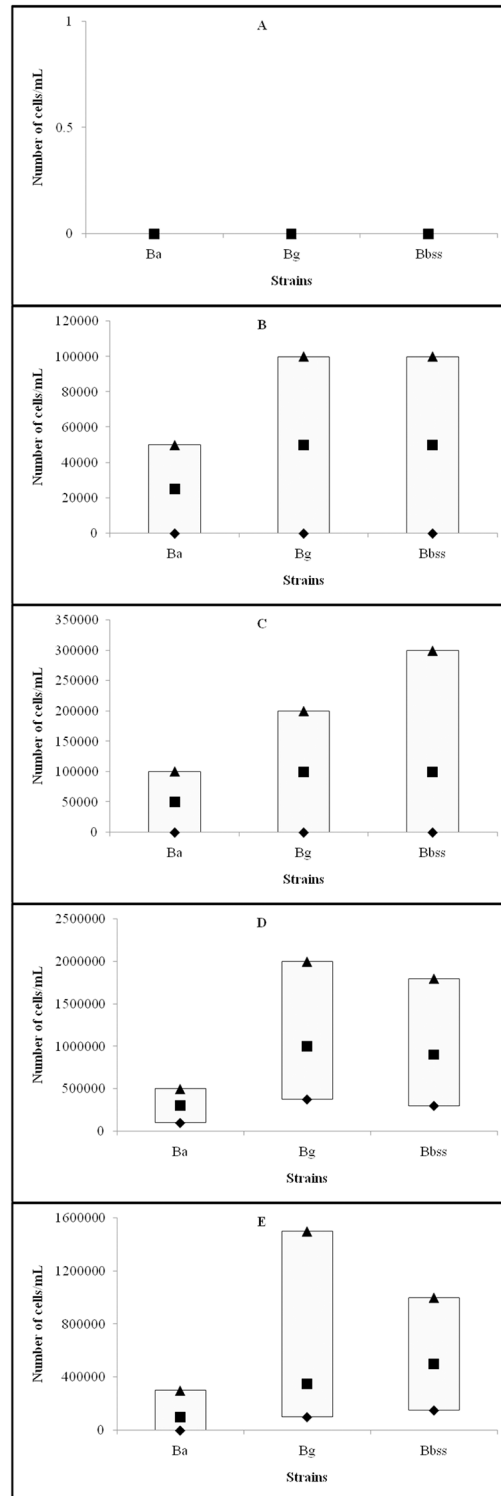 A
Number of cells/mL
1
0.5
0
Ba Bg Bbss
Strains
B
Number of cells/mL
120000
100000
80000
60000
40000
20000
0
Ba Bg Bbss
Strains
C
Number of cells/mL
350000
300000
250000
200000
150000
100000
50000
0
Ba Bg Bbss
Strains
D
Number of cells/mL
2500000
2000000
1500000
1000000
500000
0
Ba Bg Bbss
Strains
E
Number of cells/mL
1600000
1200000
800000
400000
0
Ba Bg Bbss
Strains